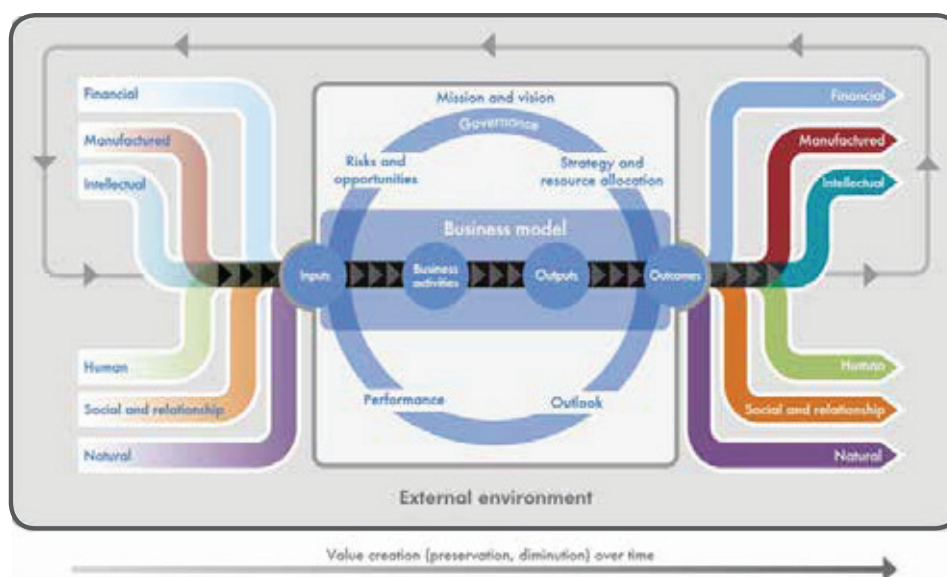 Financial
Manufactured
Intellectual
Human
Social and relationship
Natural
Mission and vision
Governance
Risks and
opportunities
Strategy and
resource allocation
Business model
Inputs
Business
activities
Outputs
Outcomes
Performance
Outlook
Financial
Manufactured
Intellectual
Human
Social and relationship
Natural
External environment
Value creation (preservation, diminution) over time